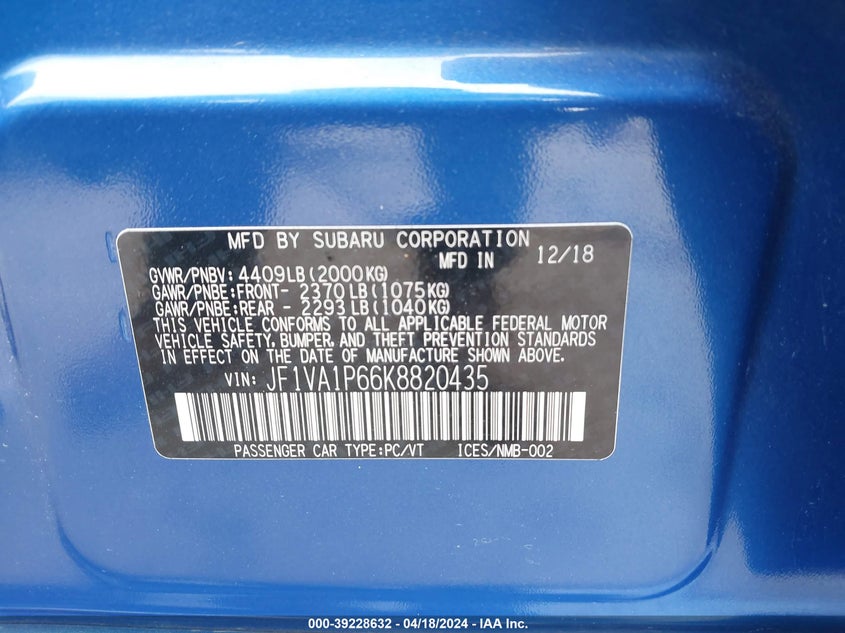 MFD BY SUBARU CORPORATION
MFD IN 12/18
GVWR/PNBV: 4409LB(2000KG)
GAWR/PNBE:FRONT- 2370LB(1075KG)
GAWR/PNBE:REAR - 2293LB(1040KG)
THIS VEHICLE CONFORMS TO ALL APPLICABLE FEDERAL MOTOR
VEHICLE SAFETY, BUMPER, AND THEFT PREVENTION STANDARDS
IN EFFECT ON THE DATE OF MANUFACTURE SHOWN ABOVE.
VIN: JF1VA1P66K8820435
PASSENGER CAR TYPE:PC/VT ICES/NMB-002
000-39228632 - 04/18/2024 - IAA Inc.